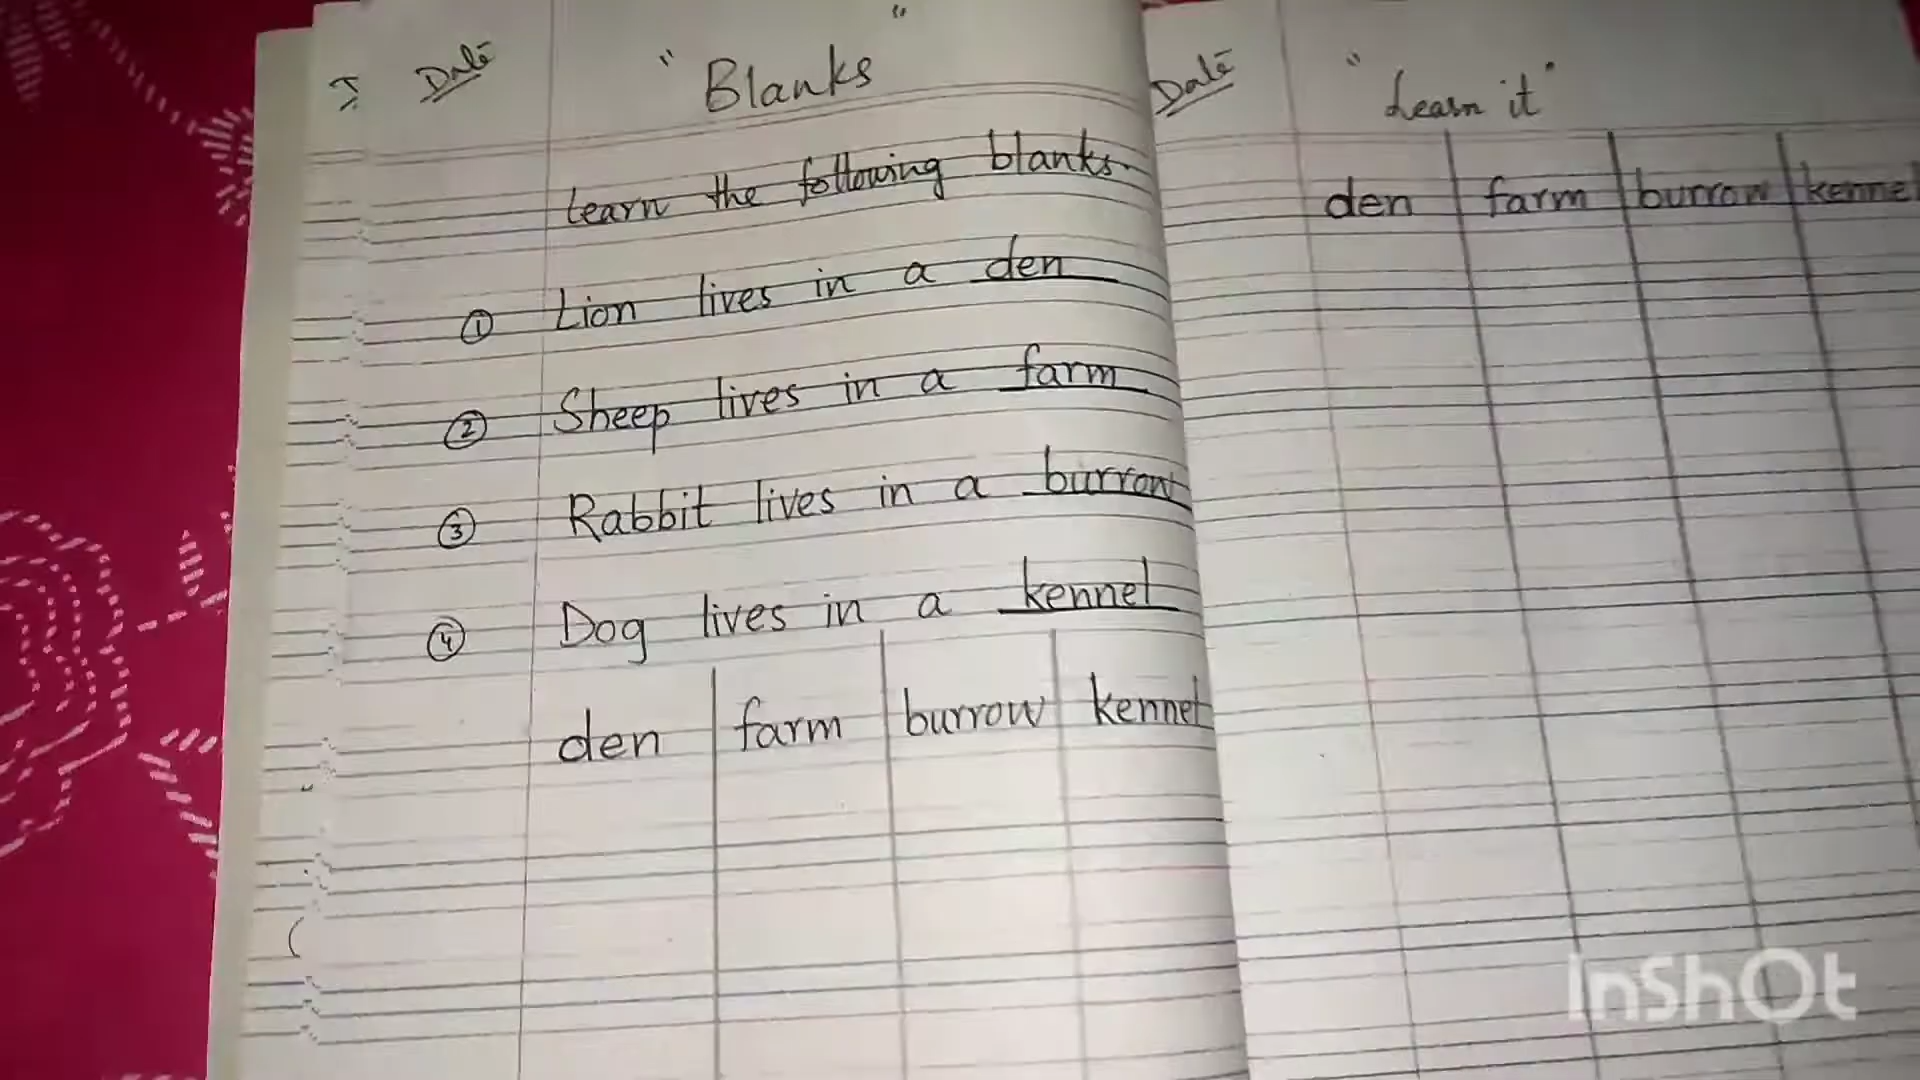 Date
" Blanks "
Learn the following blanks.
① Lion lives in a den
② Sheep lives in a farm
③ Rabbit lives in a burrow
④ Dog lives in a kennel
den farm burrow kennel
Date
" Learn it "
den farm burrow kennel
InShOt